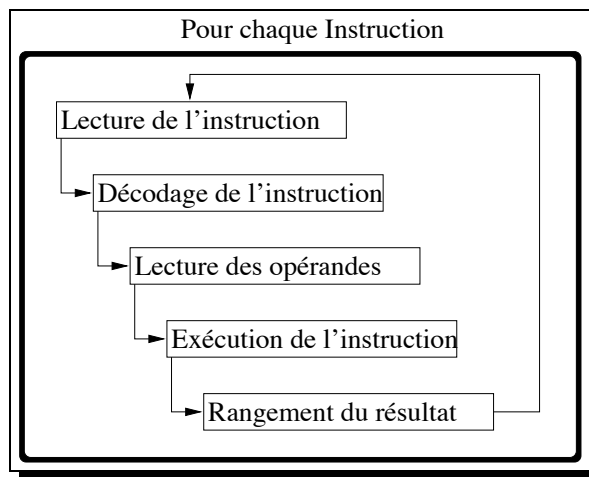 Pour chaque Instruction
Lecture de l'instruction
Décodage de l'instruction
Lecture des opérandes
Exécution de l'instruction
Rangement du résultat